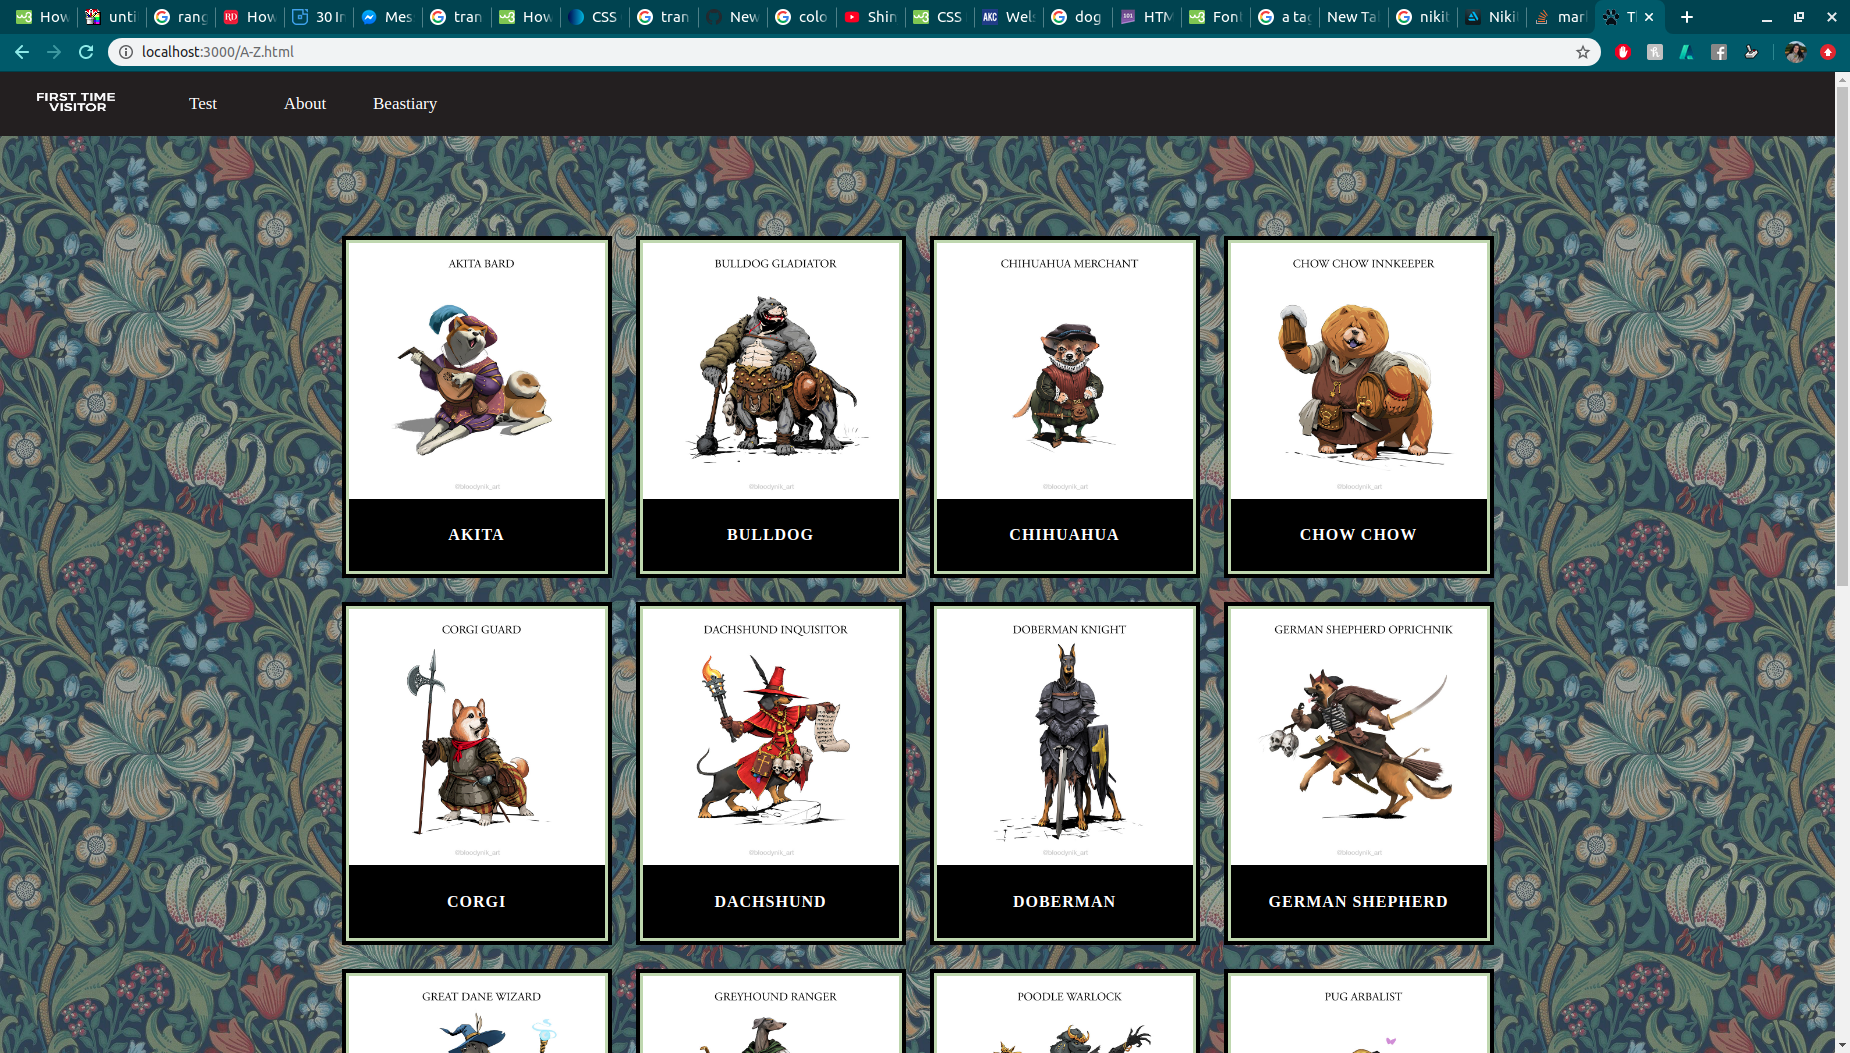 How
unti
rang
How
30 In
Mes
tran
How
CSS
tran
New
colo
Shin
CSS
Wels
dog
HTM
Font
a tag
New Tab
nikit
Nikit
marl
localhost:3000/A-Z.html
FIRST TIME
VISITOR
Test
About
Beastiary
AKITA BARD
BULLDOG GLADIATOR
CHIHUAHUA MERCHANT
CHOW CHOW INNKEEPER
@bloodynik_art
@bloodynik_art
@bloodynik_art
@bloodynik_art
AKITA
BULLDOG
CHIHUAHUA
CHOW CHOW
CORGI GUARD
DACHSHUND INQUISITOR
DOBERMAN KNIGHT
GERMAN SHEPHERD OPRICHNIK
@bloodynik_art
@bloodynik_art
@bloodynik_art
@bloodynik_art
CORGI
DACHSHUND
DOBERMAN
GERMAN SHEPHERD
GREAT DANE WIZARD
GREYHOUND RANGER
POODLE WARLOCK
PUG ARBALIST